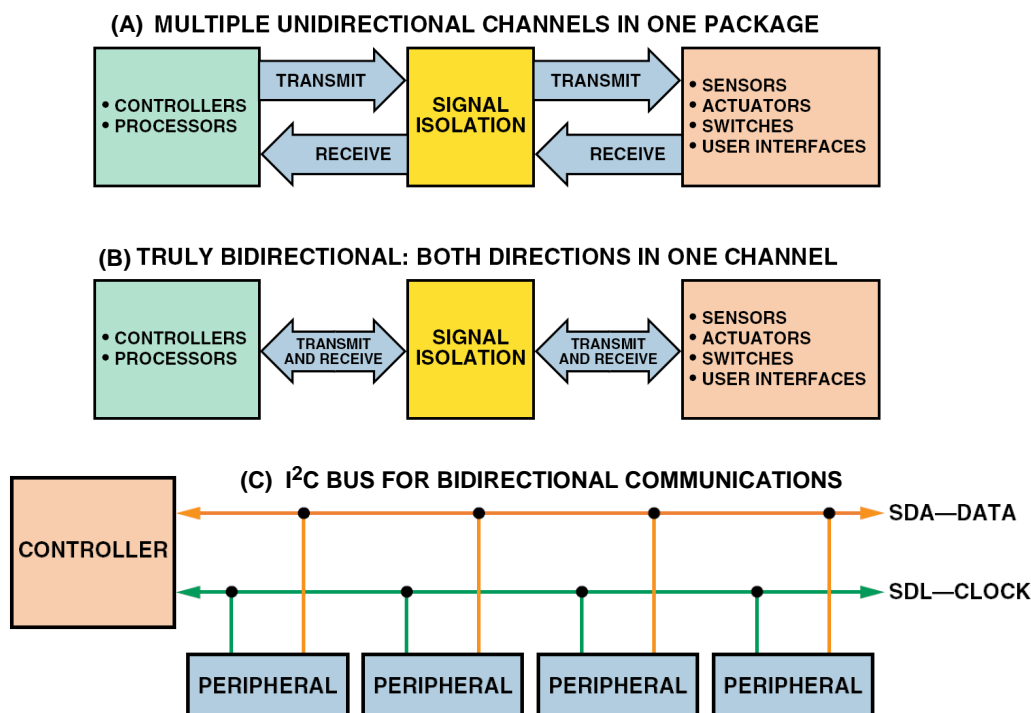 (A) MULTIPLE UNIDIRECTIONAL CHANNELS IN ONE PACKAGE
• CONTROLLERS
• PROCESSORS
TRANSMIT
RECEIVE
SIGNAL
ISOLATION
TRANSMIT
RECEIVE
• SENSORS
• ACTUATORS
• SWITCHES
• USER INTERFACES
(B) TRULY BIDIRECTIONAL: BOTH DIRECTIONS IN ONE CHANNEL
• CONTROLLERS
• PROCESSORS
TRANSMIT
AND RECEIVE
SIGNAL
ISOLATION
TRANSMIT
AND RECEIVE
• SENSORS
• ACTUATORS
• SWITCHES
• USER INTERFACES
(C) I²C BUS FOR BIDIRECTIONAL COMMUNICATIONS
CONTROLLER
SDA—DATA
SDL—CLOCK
PERIPHERAL
PERIPHERAL
PERIPHERAL
PERIPHERAL